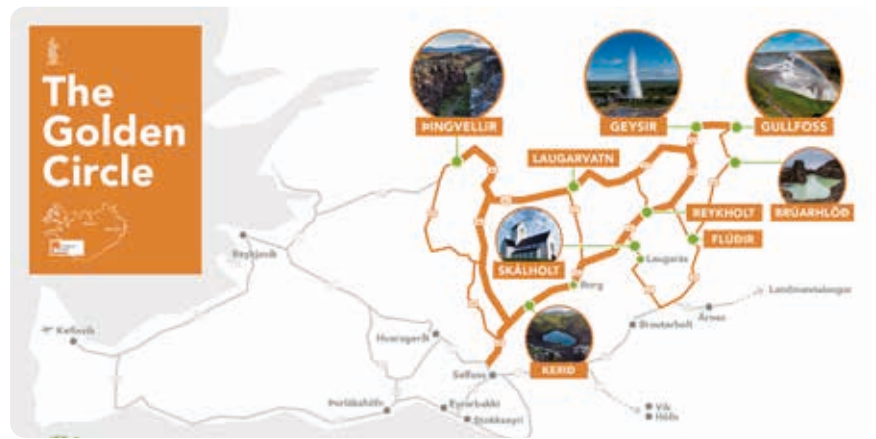 The
Golden
Circle
ÞINGVELLIR
GEYSIR
GULLFOSS
LAUGARVATN
BRÚARHLÖÐ
REYKHOLT
FLÚÐIR
SKÁLHOLT
Laugarás
Borg
KERIÐ
Reykjavík
Keflavík
Hveragerði
Selfoss
Þorlákshöfn
Eyrarbakki
Stokkseyri
Brautarholt
Árnes
Landmannalaugar
Vík
Höfn